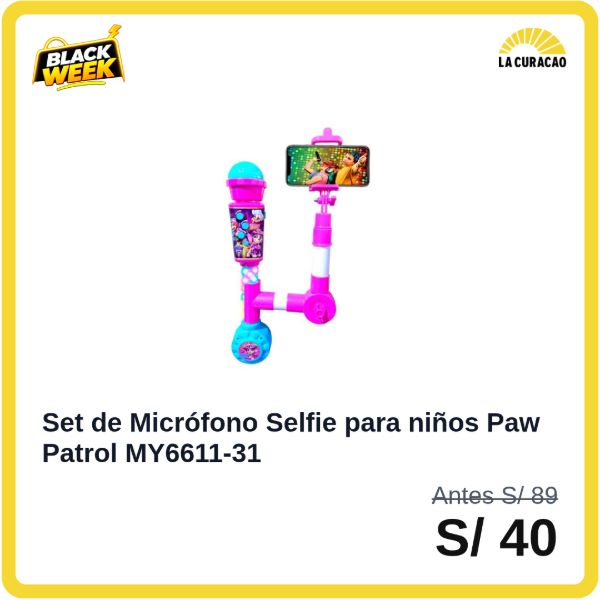 BLACK
WEEK
LA CURACAO
Set de Micrófono Selfie para niños Paw
Patrol MY6611-31
Antes S/ 89
S/ 40